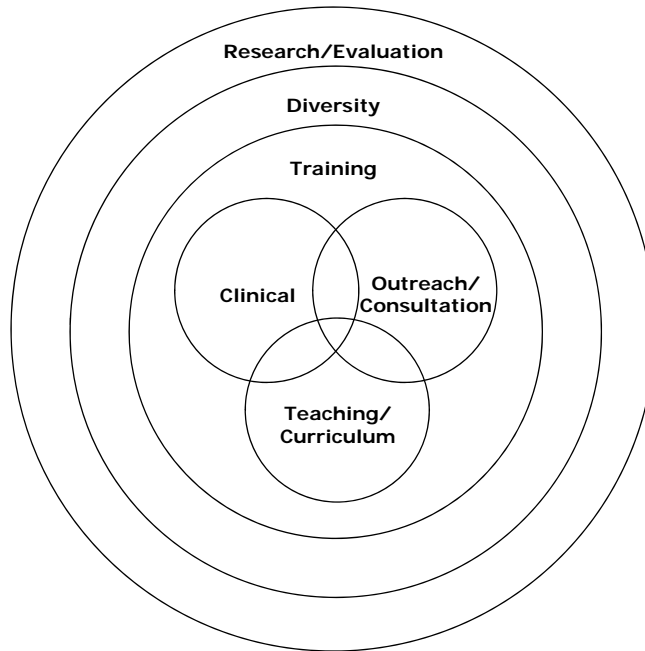 Research/Evaluation
Diversity
Training
Clinical
Outreach/
Consultation
Teaching/
Curriculum